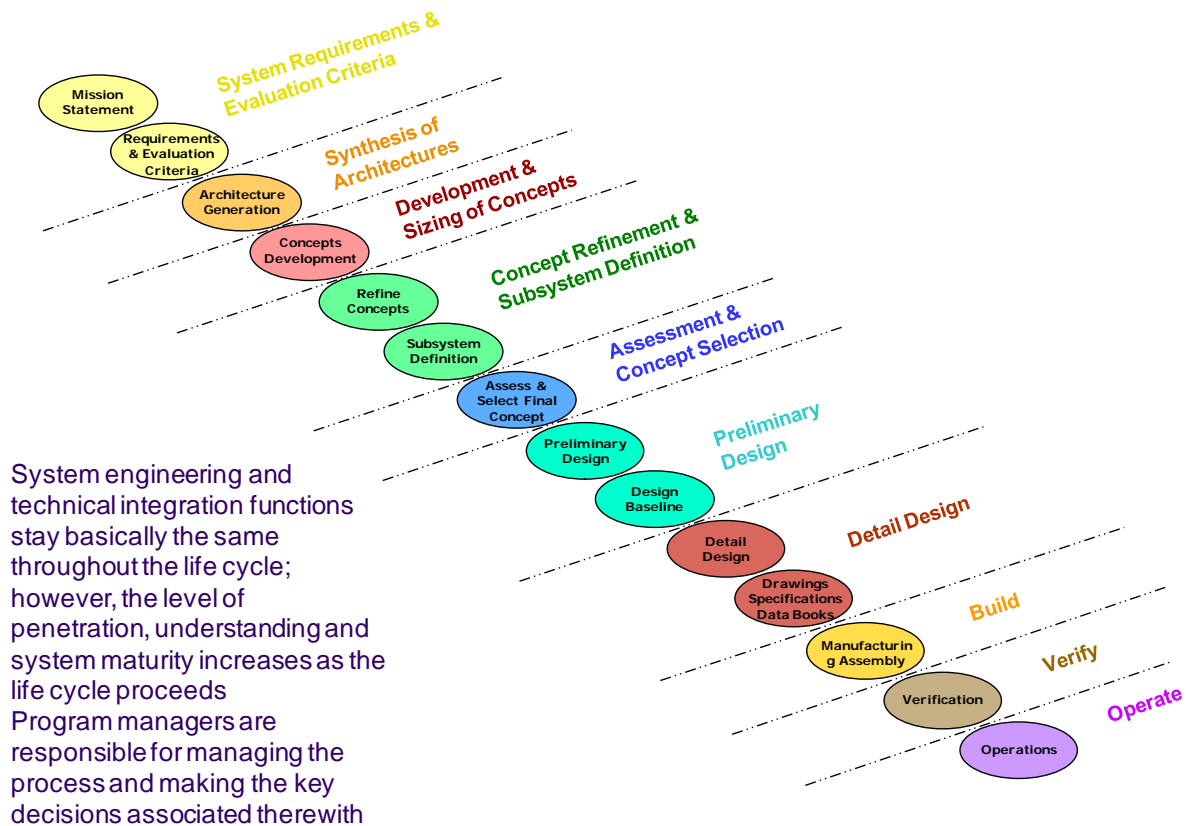 System Requirements &
Evaluation Criteria
Mission
Statement
Requirements
& Evaluation
Criteria
Synthesis of
Architectures
Architecture
Generation
Development &
Sizing of Concepts
Concepts
Development
Concept Refinement &
Subsystem Definition
Refine
Concepts
Subsystem
Definition
Assessment &
Concept Selection
Assess &
Select Final
Concept
Preliminary
Design
Preliminary
Design
Design
Baseline
Detail Design
Detail
Design
Drawings
Specifications
Data Books
Build
Manufacturin
g Assembly
Verify
Verification
Operate
Operations
System engineering and
technical integration functions
stay basically the same
throughout the life cycle;
however, the level of
penetration, understanding and
system maturity increases as the
life cycle proceeds
Program managers are
responsible for managing the
process and making the key
decisions associated therewith